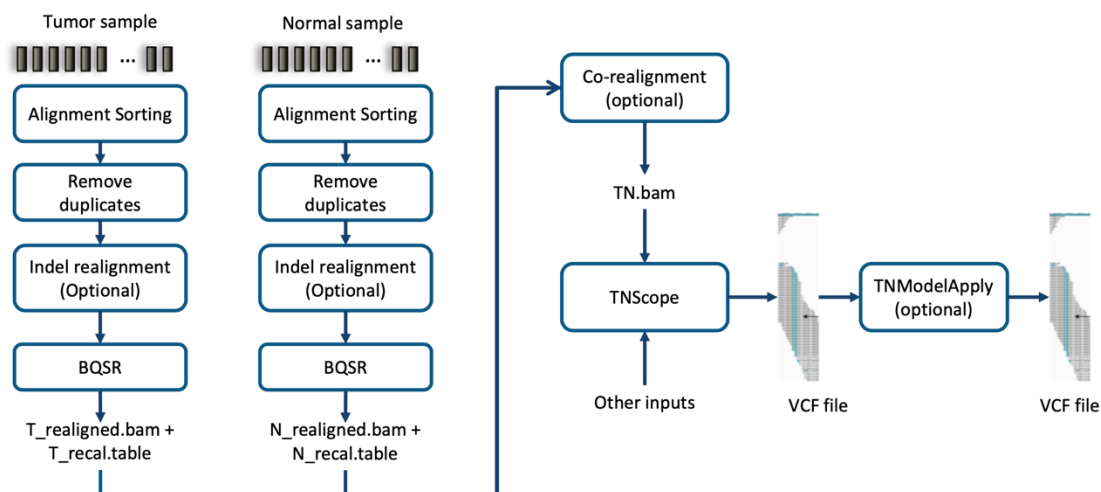 Tumor sample
...
Alignment Sorting
Remove
duplicates
Indel realignment
(Optional)
BQSR
T_realigned.bam +
T_recal.table
Normal sample
...
Alignment Sorting
Remove
duplicates
Indel realignment
(Optional)
BQSR
N_realigned.bam +
N_recal.table
Co-realignment
(optional)
TN.bam
TNScope
Other inputs
VCF file
TNModelApply
(optional)
VCF file